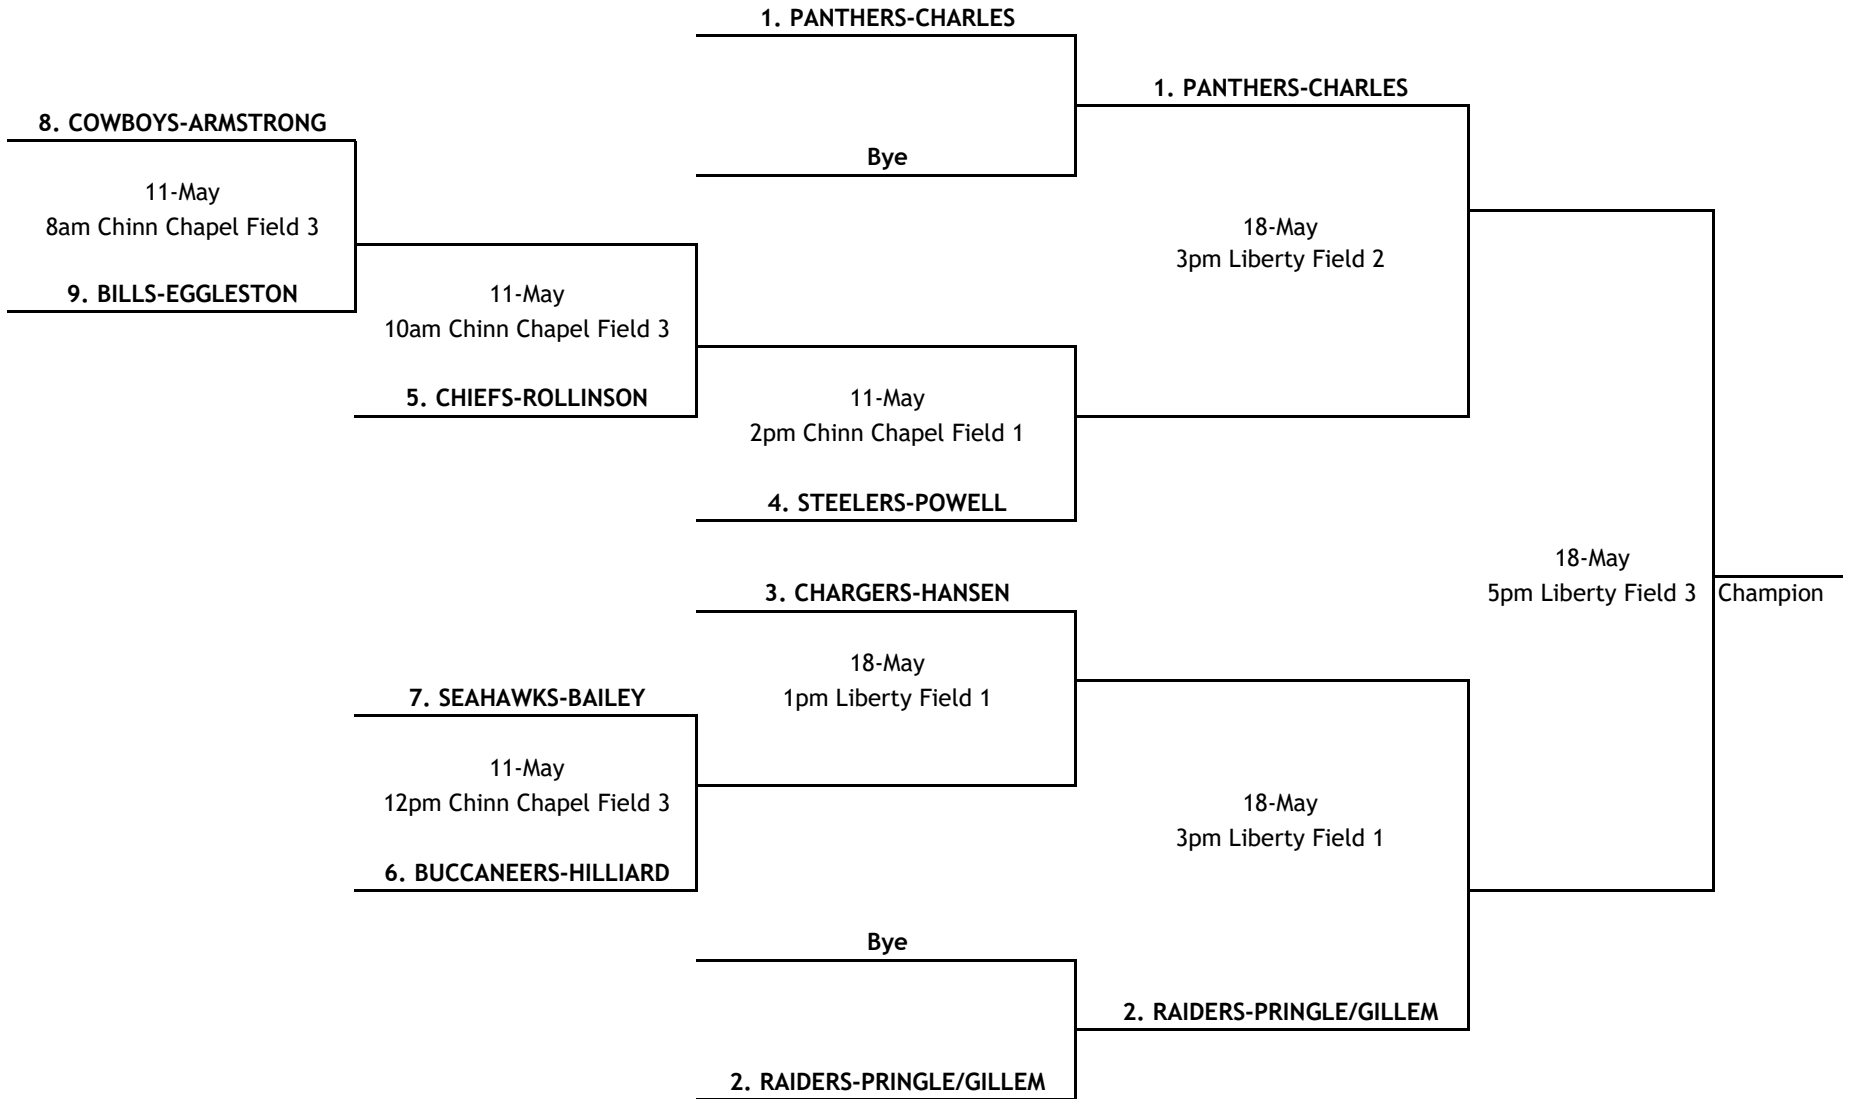 1. PANTHERS-CHARLES
1. PANTHERS-CHARLES
8. COWBOYS-ARMSTRONG
Bye
11-May
8am Chinn Chapel Field 3
18-May
3pm Liberty Field 2
9. BILLS-EGGLESTON
11-May
10am Chinn Chapel Field 3
5. CHIEFS-ROLLINSON
11-May
2pm Chinn Chapel Field 1
4. STEELERS-POWELL
18-May
5pm Liberty Field 3
Champion
3. CHARGERS-HANSEN
18-May
1pm Liberty Field 1
7. SEAHAWKS-BAILEY
11-May
12pm Chinn Chapel Field 3
18-May
3pm Liberty Field 1
6. BUCCANEERS-HILLIARD
Bye
2. RAIDERS-PRINGLE/GILLEM
2. RAIDERS-PRINGLE/GILLEM